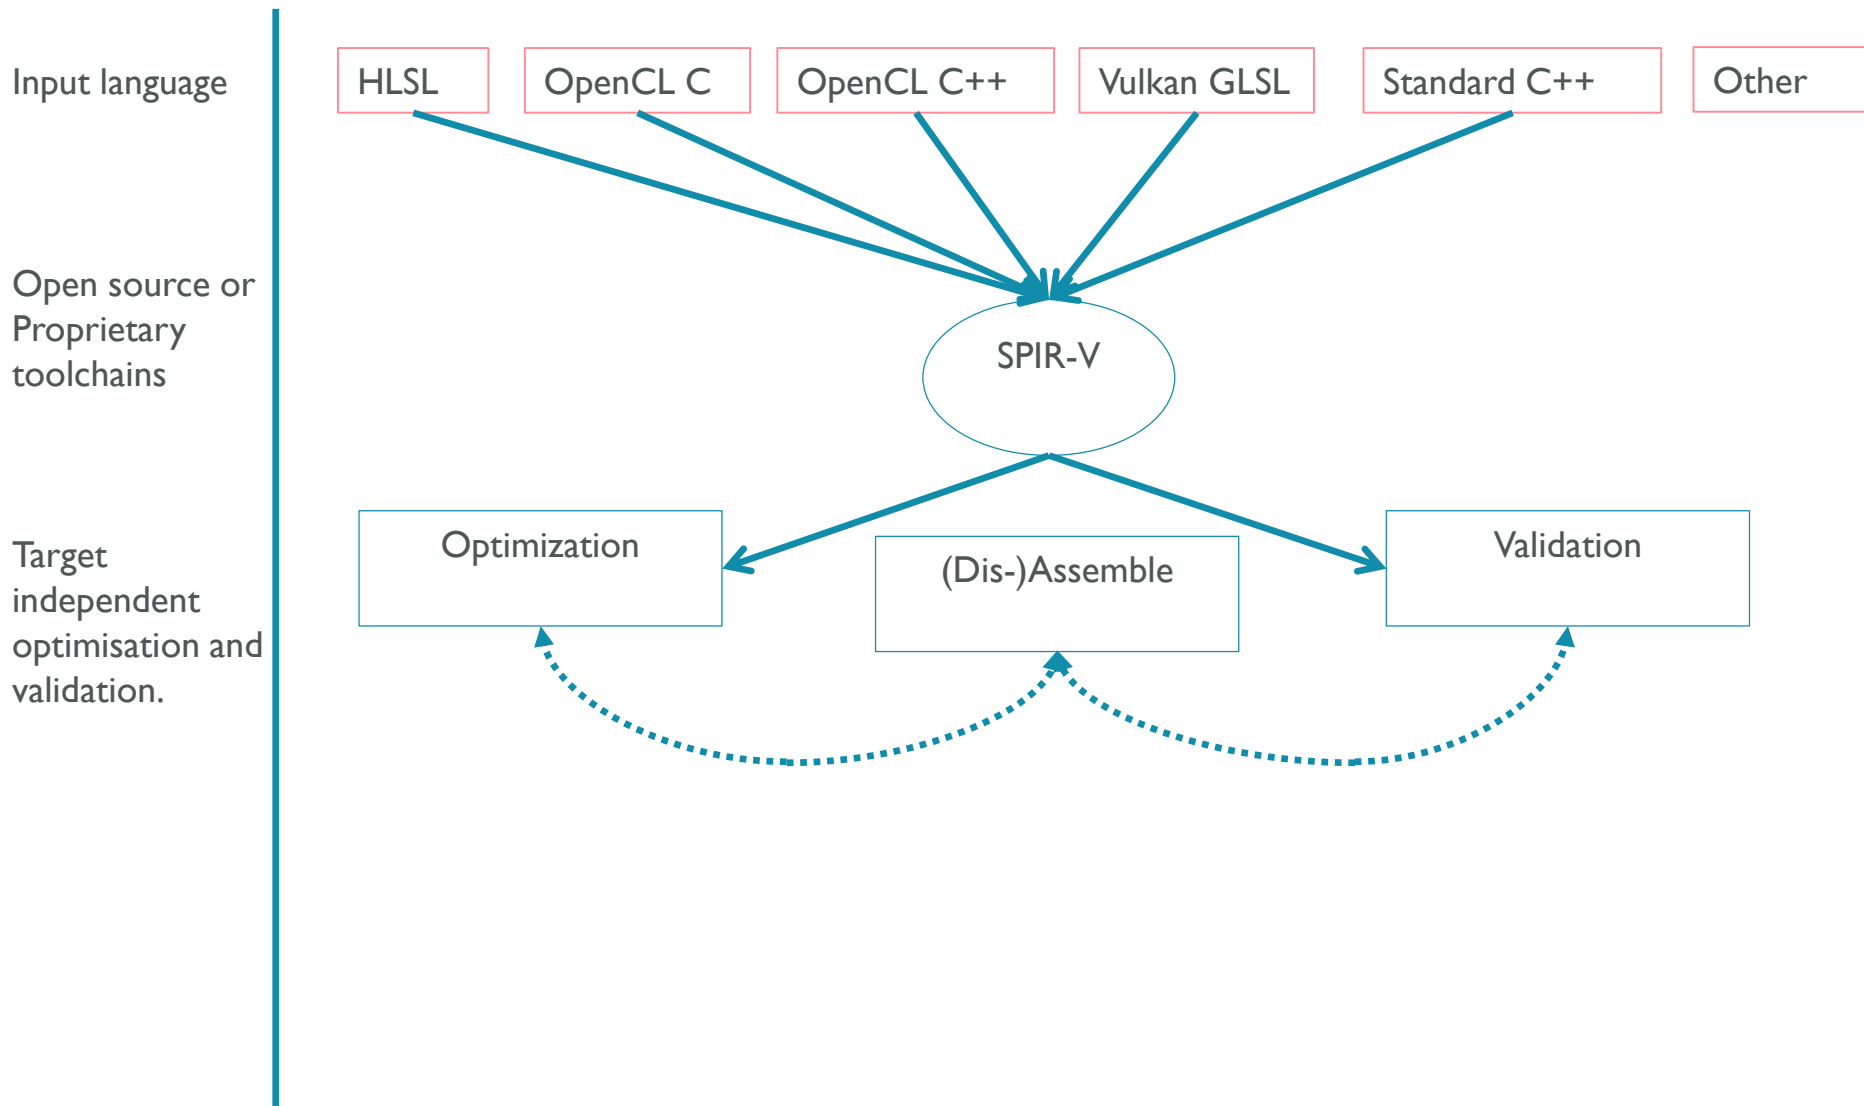 Input language
HLSL
OpenCL C
OpenCL C++
Vulkan GLSL
Standard C++
Other
Open source or
Proprietary
toolchains
SPIR-V
Target
independent
optimisation and
validation.
Optimization
(Dis-)Assemble
Validation